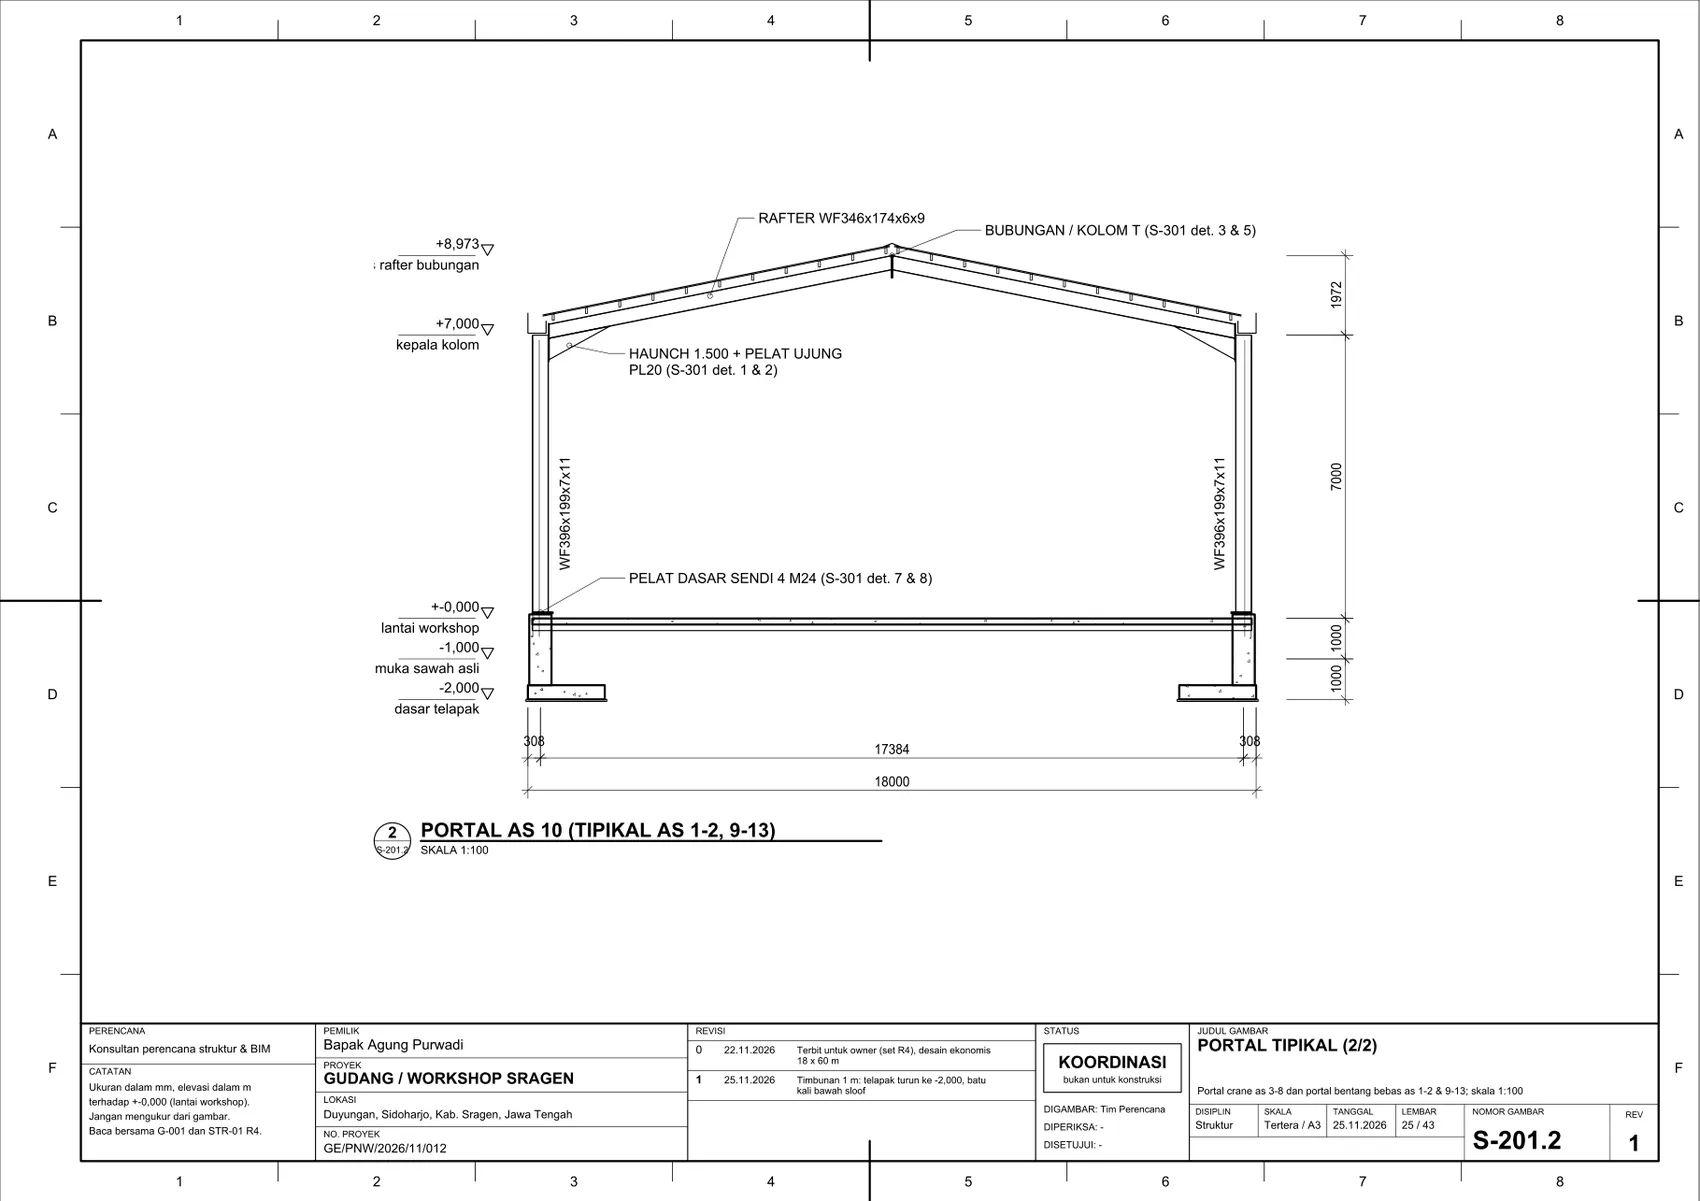 1 2 3 4 5 6 7 8
A A
B B
C C
D D
E E
F F
RAFTER WF346x174x6x9
BUBUNGAN / KOLOM T (S-301 det. 3 & 5)
+8,973
rafter bubungan
+7,000
kepala kolom
HAUNCH 1.500 + PELAT UJUNG
PL20 (S-301 det. 1 & 2)
1972
7000
WF396x199x7x11
WF396x199x7x11
PELAT DASAR SENDI 4 M24 (S-301 det. 7 & 8)
+-0,000
lantai workshop
-1,000
muka sawah asli
-2,000
dasar telapak
1000
1000
308
17384
308
18000
2
S-201.2
PORTAL AS 10 (TIPIKAL AS 1-2, 9-13)
SKALA 1:100
PERENCANA
Konsultan perencana struktur & BIM
CATATAN
Ukuran dalam mm, elevasi dalam m
terhadap +-0,000 (lantai workshop).
Jangan mengukur dari gambar.
Baca bersama G-001 dan STR-01 R4.
PEMILIK
Bapak Agung Purwadi
PROYEK
GUDANG / WORKSHOP SRAGEN
LOKASI
Duyungan, Sidoharjo, Kab. Sragen, Jawa Tengah
NO. PROYEK
GE/PNW/2026/11/012
REVISI
0 22.11.2026 Terbit untuk owner (set R4), desain ekonomis
18 x 60 m
1 25.11.2026 Timbunan 1 m: telapak turun ke -2,000, batu
kali bawah sloof
STATUS
KOORDINASI
bukan untuk konstruksi
DIGAMBAR: Tim Perencana
DIPERIKSA: -
DISETUJUI: -
JUDUL GAMBAR
PORTAL TIPIKAL (2/2)
Portal crane as 3-8 dan portal bentang bebas as 1-2 & 9-13; skala 1:100
DISIPLIN
Struktur
SKALA
Tertera / A3
TANGGAL
25.11.2026
LEMBAR
25 / 43
NOMOR GAMBAR
S-201.2
REV
1
1 2 3 4 5 6 7 8